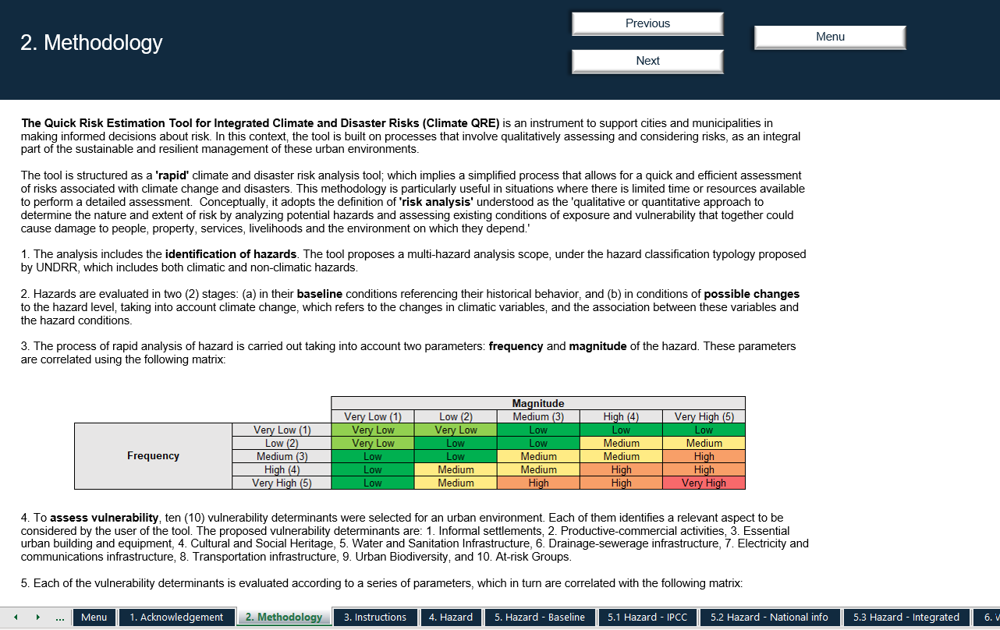 2. Methodology
Previous
Next
Menu
The Quick Risk Estimation Tool for Integrated Climate and Disaster Risks (Climate QRE) is an instrument to support cities and municipalities in
making informed decisions about risk. In this context, the tool is built on processes that involve qualitatively assessing and considering risks, as an integral
part of the sustainable and resilient management of these urban environments.
The tool is structured as a 'rapid' climate and disaster risk analysis tool; which implies a simplified process that allows for a quick and efficient assessment
of risks associated with climate change and disasters. This methodology is particularly useful in situations where there is limited time or resources available
to perform a detailed assessment. Conceptually, it adopts the definition of 'risk analysis' understood as the 'qualitative or quantitative approach to
determine the nature and extent of risk by analyzing potential hazards and assessing existing conditions of exposure and vulnerability that together could
cause damage to people, property, services, livelihoods and the environment on which they depend.'
1. The analysis includes the identification of hazards. The tool proposes a multi-hazard analysis scope, under the hazard classification typology proposed
by UNDRR, which includes both climatic and non-climatic hazards.
2. Hazards are evaluated in two (2) stages: (a) in their baseline conditions referencing their historical behavior, and (b) in conditions of possible changes
to the hazard level, taking into account climate change, which refers to the changes in climatic variables, and the association between these variables and
the hazard conditions.
3. The process of rapid analysis of hazard is carried out taking into account two parameters: frequency and magnitude of the hazard. These parameters
are correlated using the following matrix:
Magnitude
Very Low (1) Low (2) Medium (3) High (4) Very High (5)
Frequency
Very Low (1) Very Low Very Low Low Low Low
Low (2) Very Low Low Low Medium Medium
Medium (3) Low Low Medium Medium High
High (4) Low Medium Medium High High
Very High (5) Low Medium High High Very High
4. To assess vulnerability, ten (10) vulnerability determinants were selected for an urban environment. Each of them identifies a relevant aspect to be
considered by the user of the tool. The proposed vulnerability determinants are: 1. Informal settlements, 2. Productive-commercial activities, 3. Essential
urban building and equipment, 4. Cultural and Social Heritage, 5. Water and Sanitation Infrastructure, 6. Drainage-sewerage infrastructure, 7. Electricity and
communications infrastructure, 8. Transportation infrastructure, 9. Urban Biodiversity, and 10. At-risk Groups.
5. Each of the vulnerability determinants is evaluated according to a series of parameters, which in turn are correlated with the following matrix:
... Menu 1. Acknowledgement 2. Methodology 3. Instructions 4. Hazard 5. Hazard - Baseline 5.1 Hazard - IPCC 5.2 Hazard - National info 5.3 Hazard - Integrated 6.